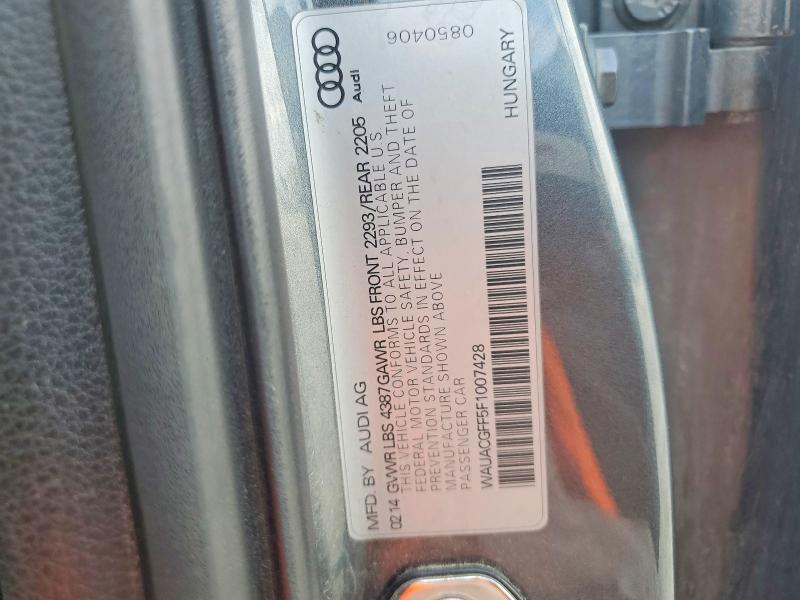 MFD. BY AUDI AG
Audi
0214 GVWR LBS 4387GAWR LBS FRONT 2293/REAR 2205
THIS VEHICLE CONFORMS TO ALL APPLICABLE U.S.
FEDERAL MOTOR VEHICLE SAFETY, BUMPER AND THEFT
PREVENTION STANDARDS IN EFFECT ON THE DATE OF
MANUFACTURE SHOWN ABOVE
PASSENGER CAR
0850406
WAUACGFF5F1007428
HUNGARY